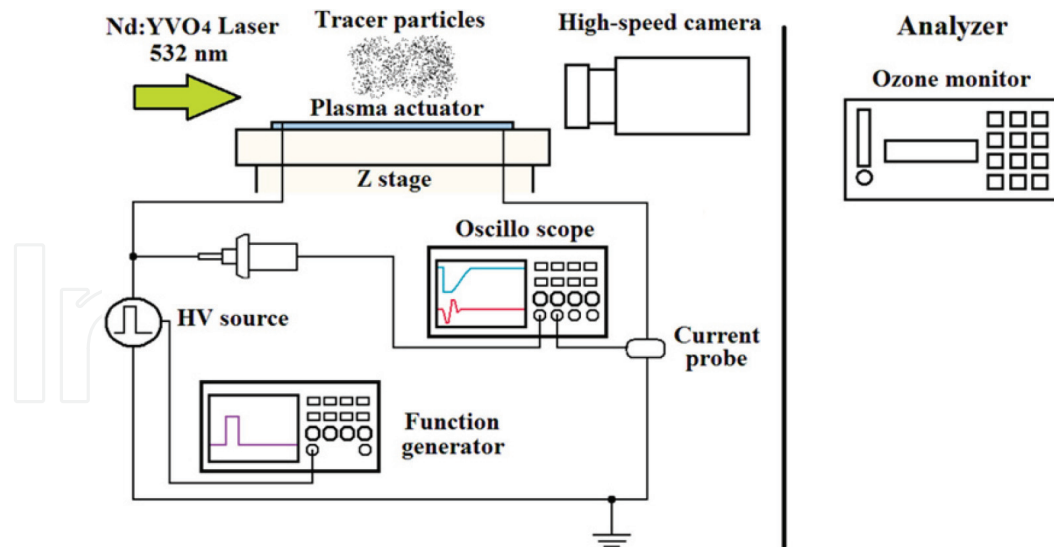 Nd:YVO4 Laser
532 nm
Tracer particles
High-speed camera
Analyzer
Ozone monitor
Plasma actuator
Z stage
Oscillo scope
HV source
Current
probe
Function
generator